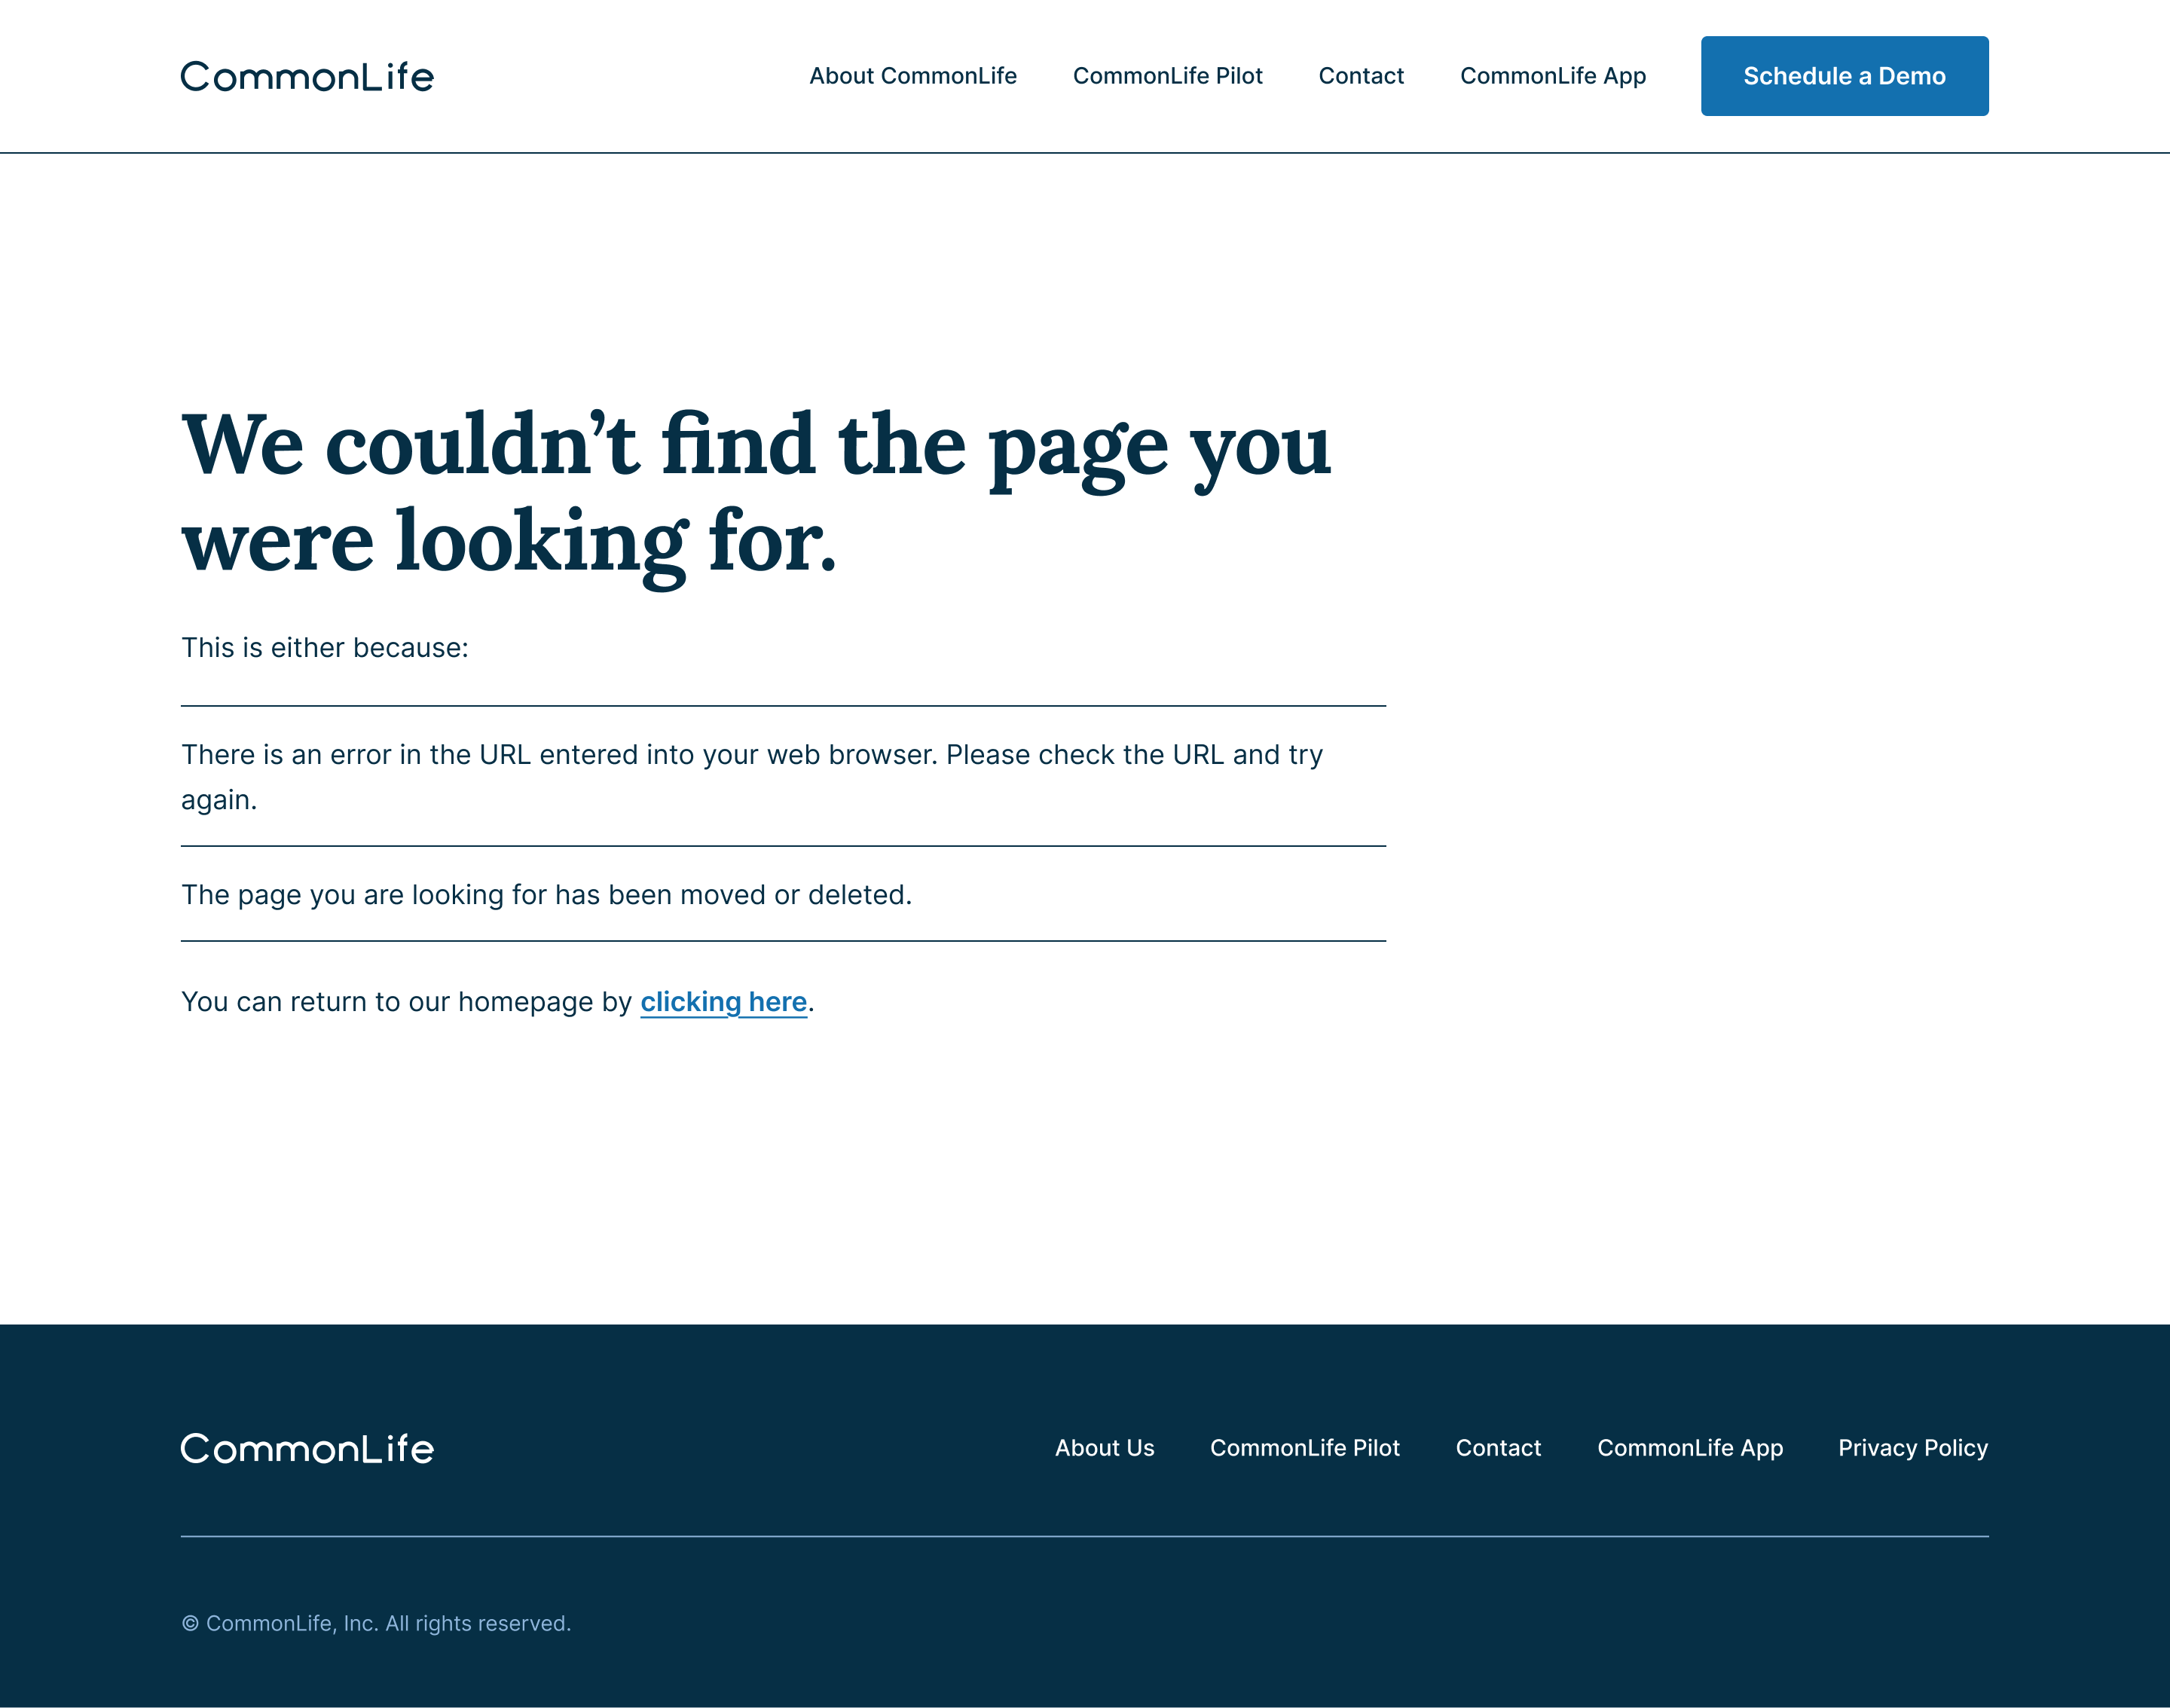 CommonLife
About CommonLife
CommonLife Pilot
Contact
CommonLife App
Schedule a Demo
We couldn’t find the page you
were looking for.
This is either because:
There is an error in the URL entered into your web browser. Please check the URL and try
again.
The page you are looking for has been moved or deleted.
You can return to our homepage by clicking here.
CommonLife
About Us
CommonLife Pilot
Contact
CommonLife App
Privacy Policy
© CommonLife, Inc. All rights reserved.